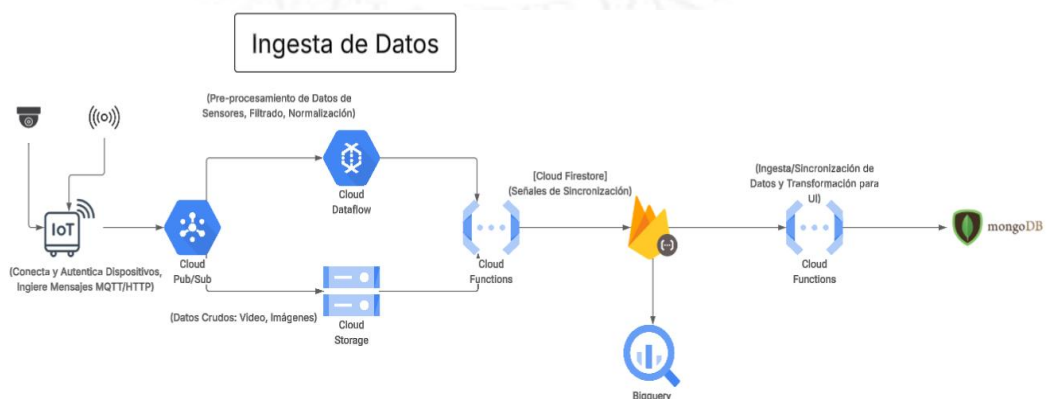 Ingesta de Datos
(Pre-procesamiento de Datos de
Sensores, Filtrado, Normalización)
Cloud
Dataflow
IoT
(Conecta y Autentica Dispositivos,
Ingiere Mensajes MQTT/HTTP)
Cloud
Pub/Sub
(Datos Crudos: Video, Imágenes)
Cloud
Storage
Cloud
Functions
[Cloud Firestore]
(Señales de Sincronización)
Bigquery
(Ingesta/Sincronización de
Datos y Transformación para
UI)
Cloud
Functions
mongoDB